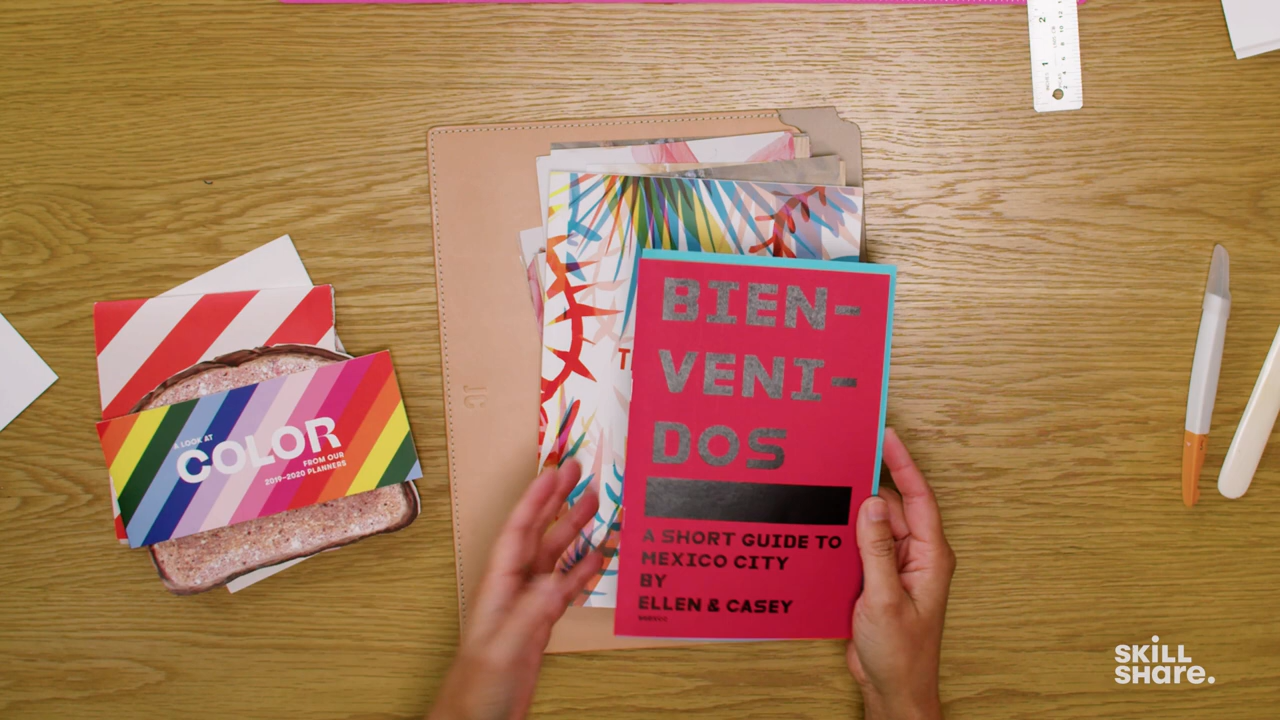 BIEN-
VENI-
DOS
A SHORT GUIDE TO
MEXICO CITY
BY
ELLEN & CASEY
A LOOK AT
COLOR
FROM OUR
2019-2020 PLANNERS
JC
SKILL
SHare.